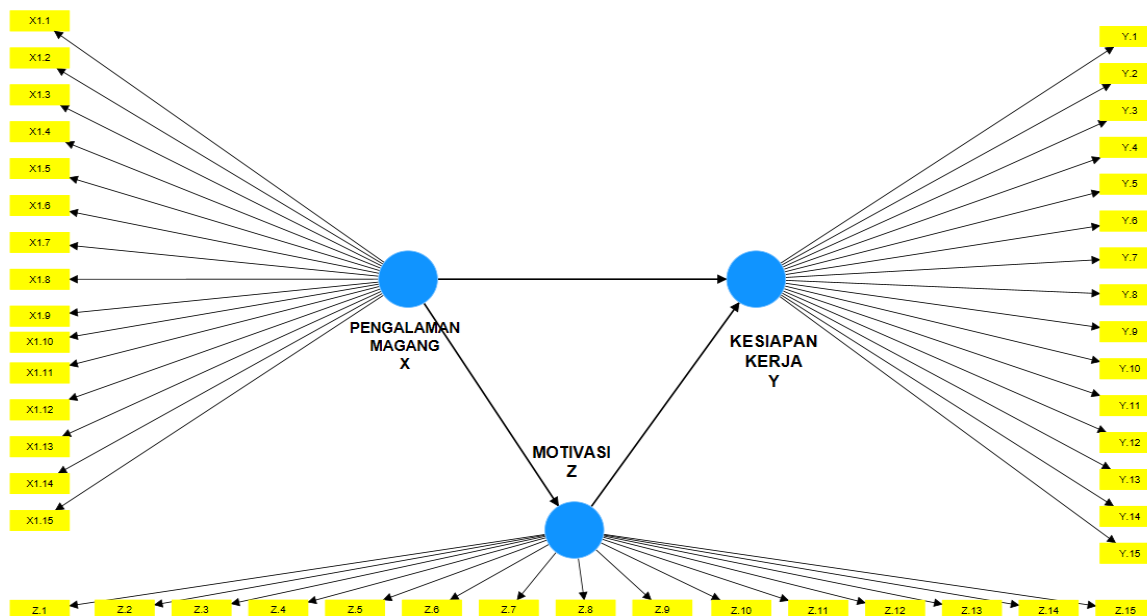 X1.1
X1.2
X1.3
X1.4
X1.5
X1.6
X1.7
X1.8
X1.9
X1.10
X1.11
X1.12
X1.13
X1.14
X1.15
PENGALAMAN
MAGANG
X
MOTIVASI
Z
KESIAPAN
KERJA
Y
Y.1
Y.2
Y.3
Y.4
Y.5
Y.6
Y.7
Y.8
Y.9
Y.10
Y.11
Y.12
Y.13
Y.14
Y.15
Z.1 Z.2 Z.3 Z.4 Z.5 Z.6 Z.7 Z.8 Z.9 Z.10 Z.11 Z.12 Z.13 Z.14 Z.15